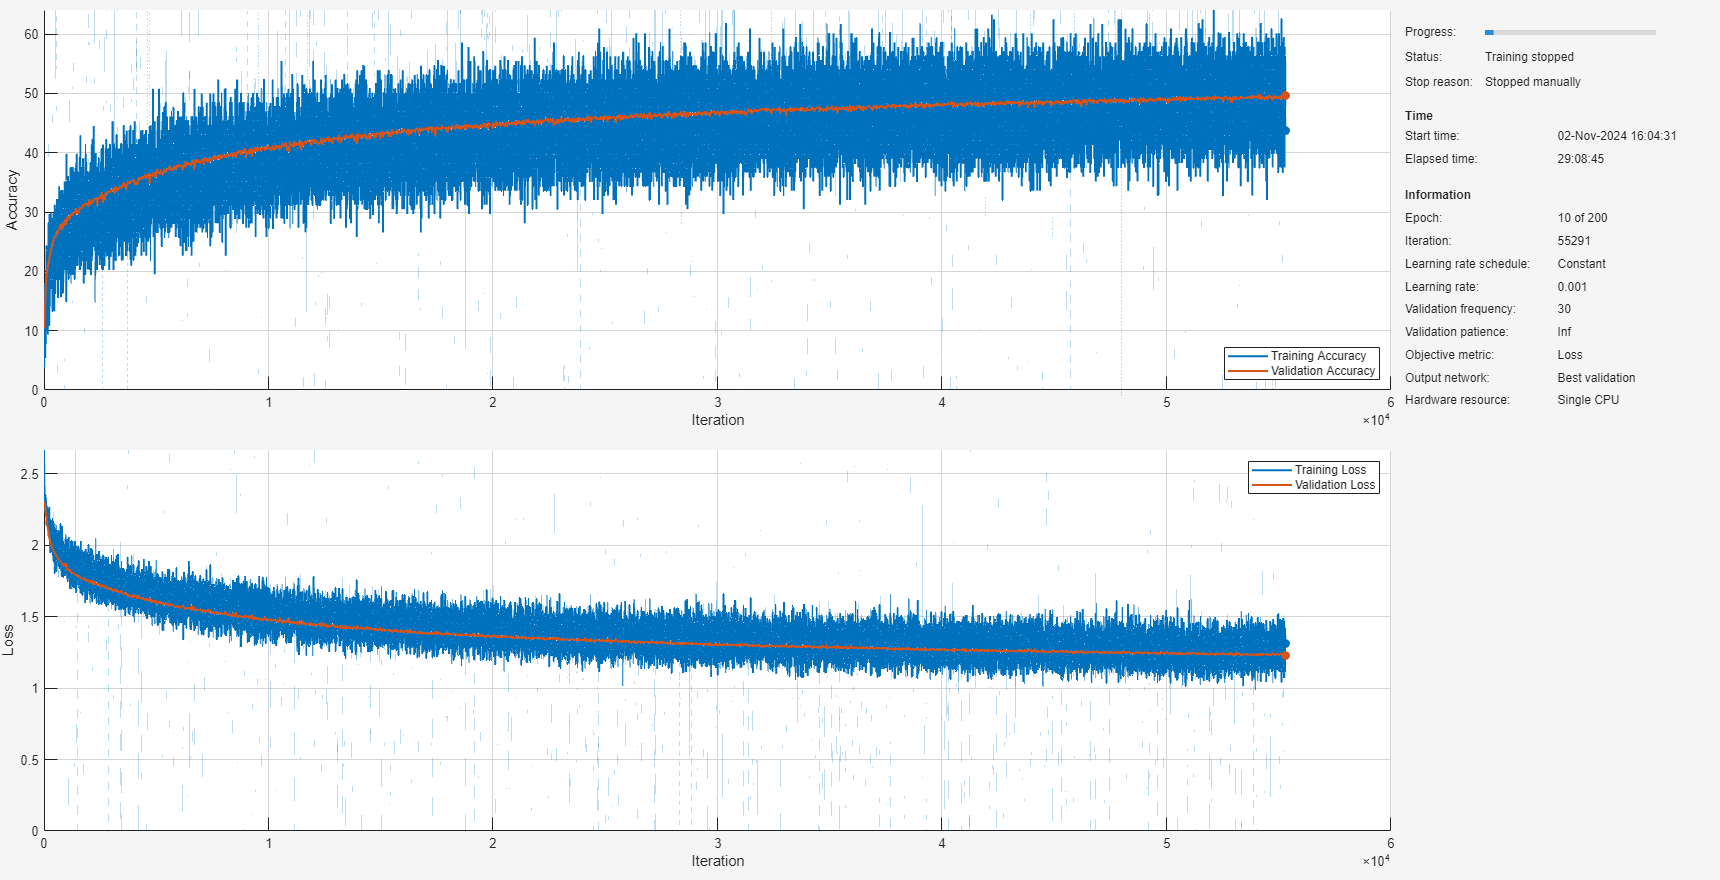 60
50
40
30
20
10
0
Accuracy
0 1 2 3 4 5 6
Iteration
×10⁴
Training Accuracy
Validation Accuracy
2.5
2
1.5
1
0.5
0
Loss
0 1 2 3 4 5 6
Iteration
×10⁴
Training Loss
Validation Loss
Progress:
Status: Training stopped
Stop reason: Stopped manually
Time
Start time: 02-Nov-2024 16:04:31
Elapsed time: 29:08:45
Information
Epoch: 10 of 200
Iteration: 55291
Learning rate schedule: Constant
Learning rate: 0.001
Validation frequency: 30
Validation patience: Inf
Objective metric: Loss
Output network: Best validation
Hardware resource: Single CPU